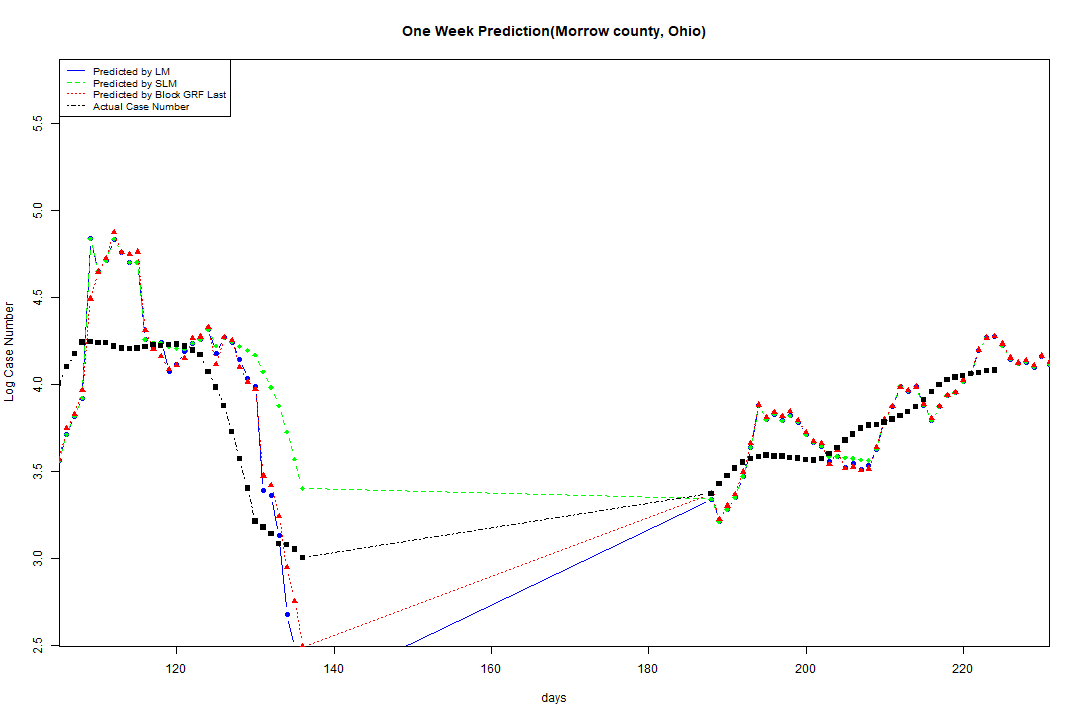 One Week Prediction(Morrow county, Ohio)
Predicted by LM
Predicted by SLM
Predicted by Block GRF Last
Actual Case Number
5.5
5.0
4.5
4.0
3.5
3.0
2.5
Log Case Number
120 140 160 180 200 220
days